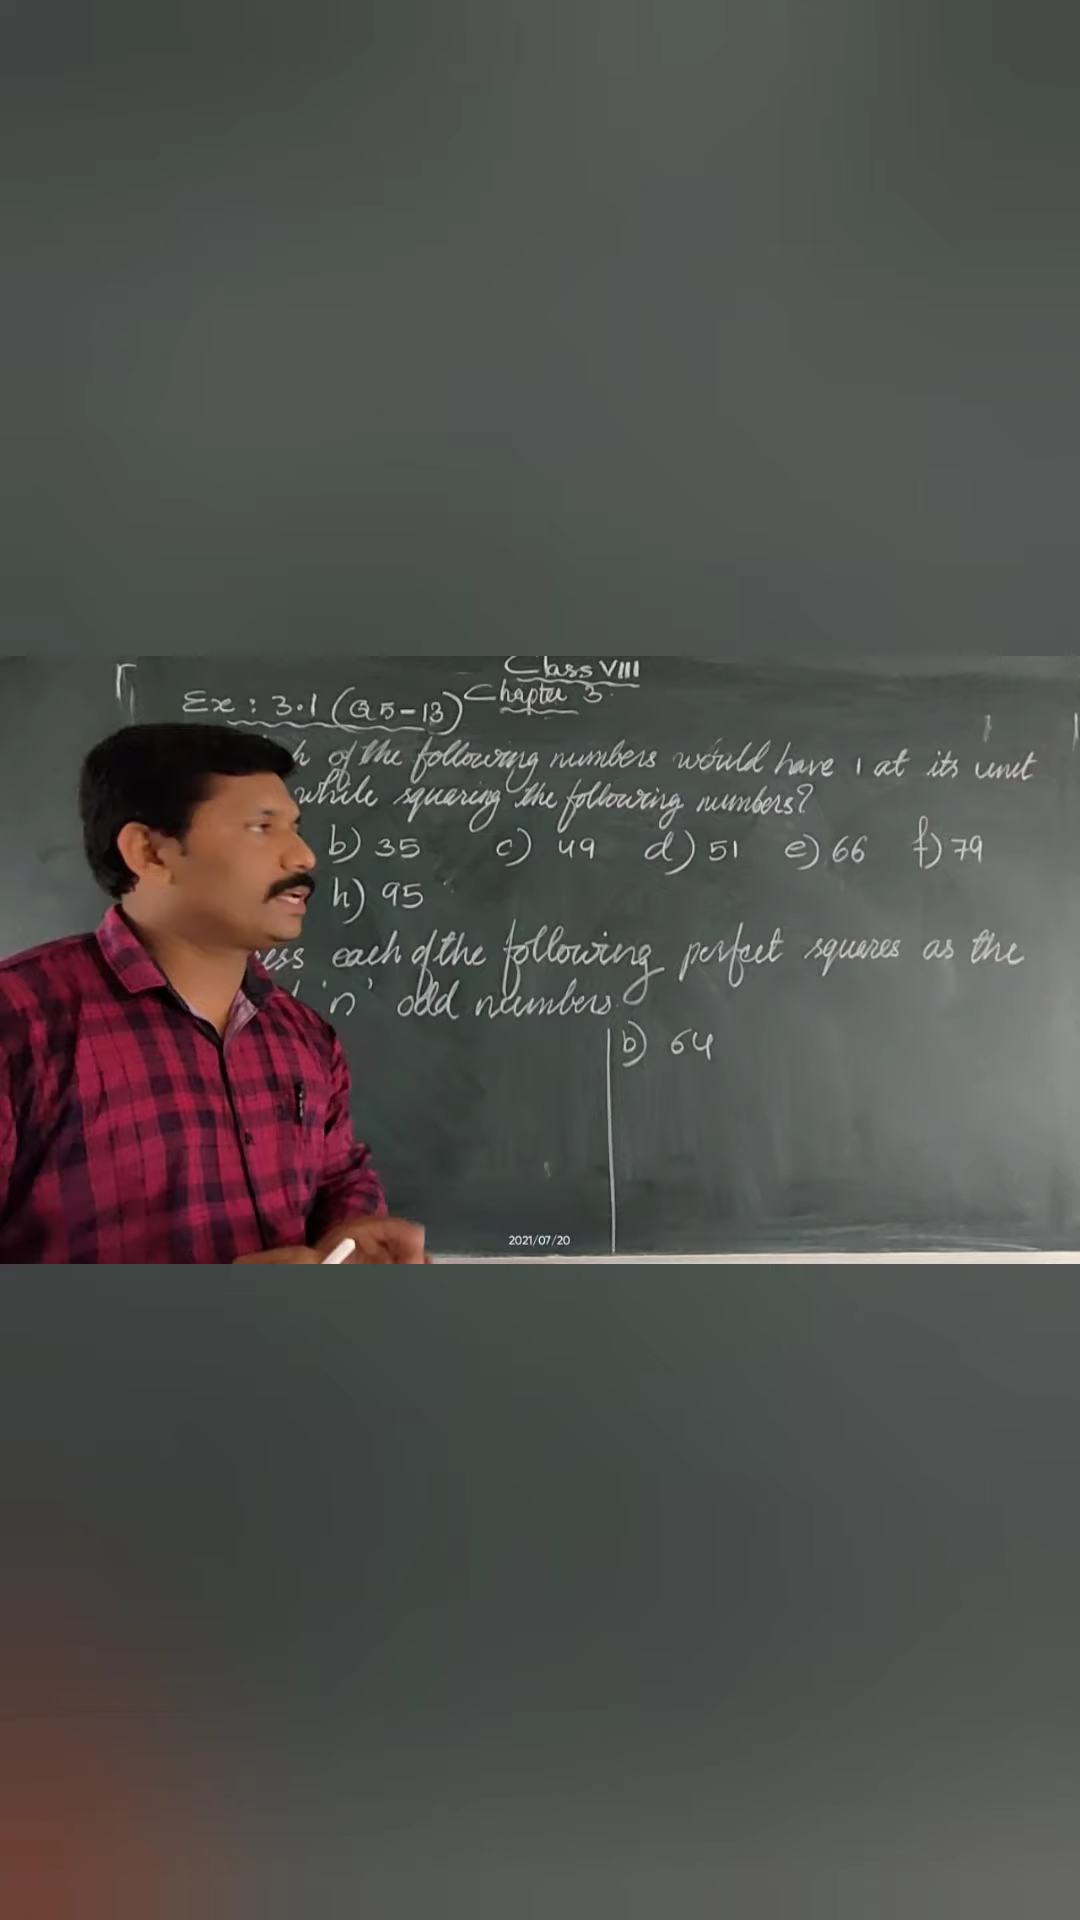 Class VIII
Ex: 3.1 (Q5-13) Chapter 3
of the following numbers would have 1 at its unit
while squaring the following numbers?
b) 35 c) 49 d) 51 e) 66 f) 79
h) 95
each of the following perfect squares as the
'n' odd numbers.
b) 64
2021/07/20